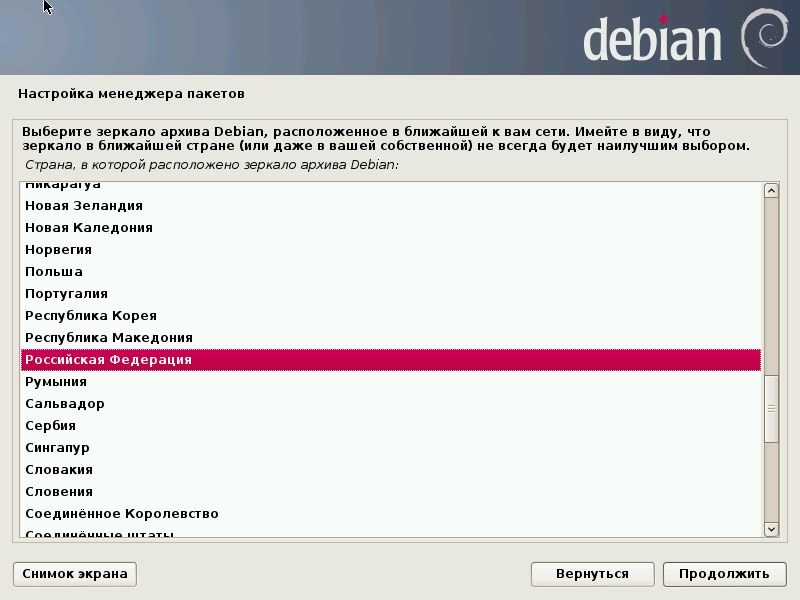 debian
Настройка менеджера пакетов
Выберите зеркало архива Debian, расположенное в ближайшей к вам сети. Имейте в виду, что
зеркало в ближайшей стране (или даже в вашей собственной) не всегда будет наилучшим выбором.
Страна, в которой расположено зеркало архива Debian:
Никарагуа
Новая Зеландия
Новая Каледония
Норвегия
Польша
Португалия
Республика Корея
Республика Македония
Российская Федерация
Румыния
Сальвадор
Сербия
Сингапур
Словакия
Словения
Соединённое Королевство
Соединённые штаты
Снимок экрана
Вернуться
Продолжить